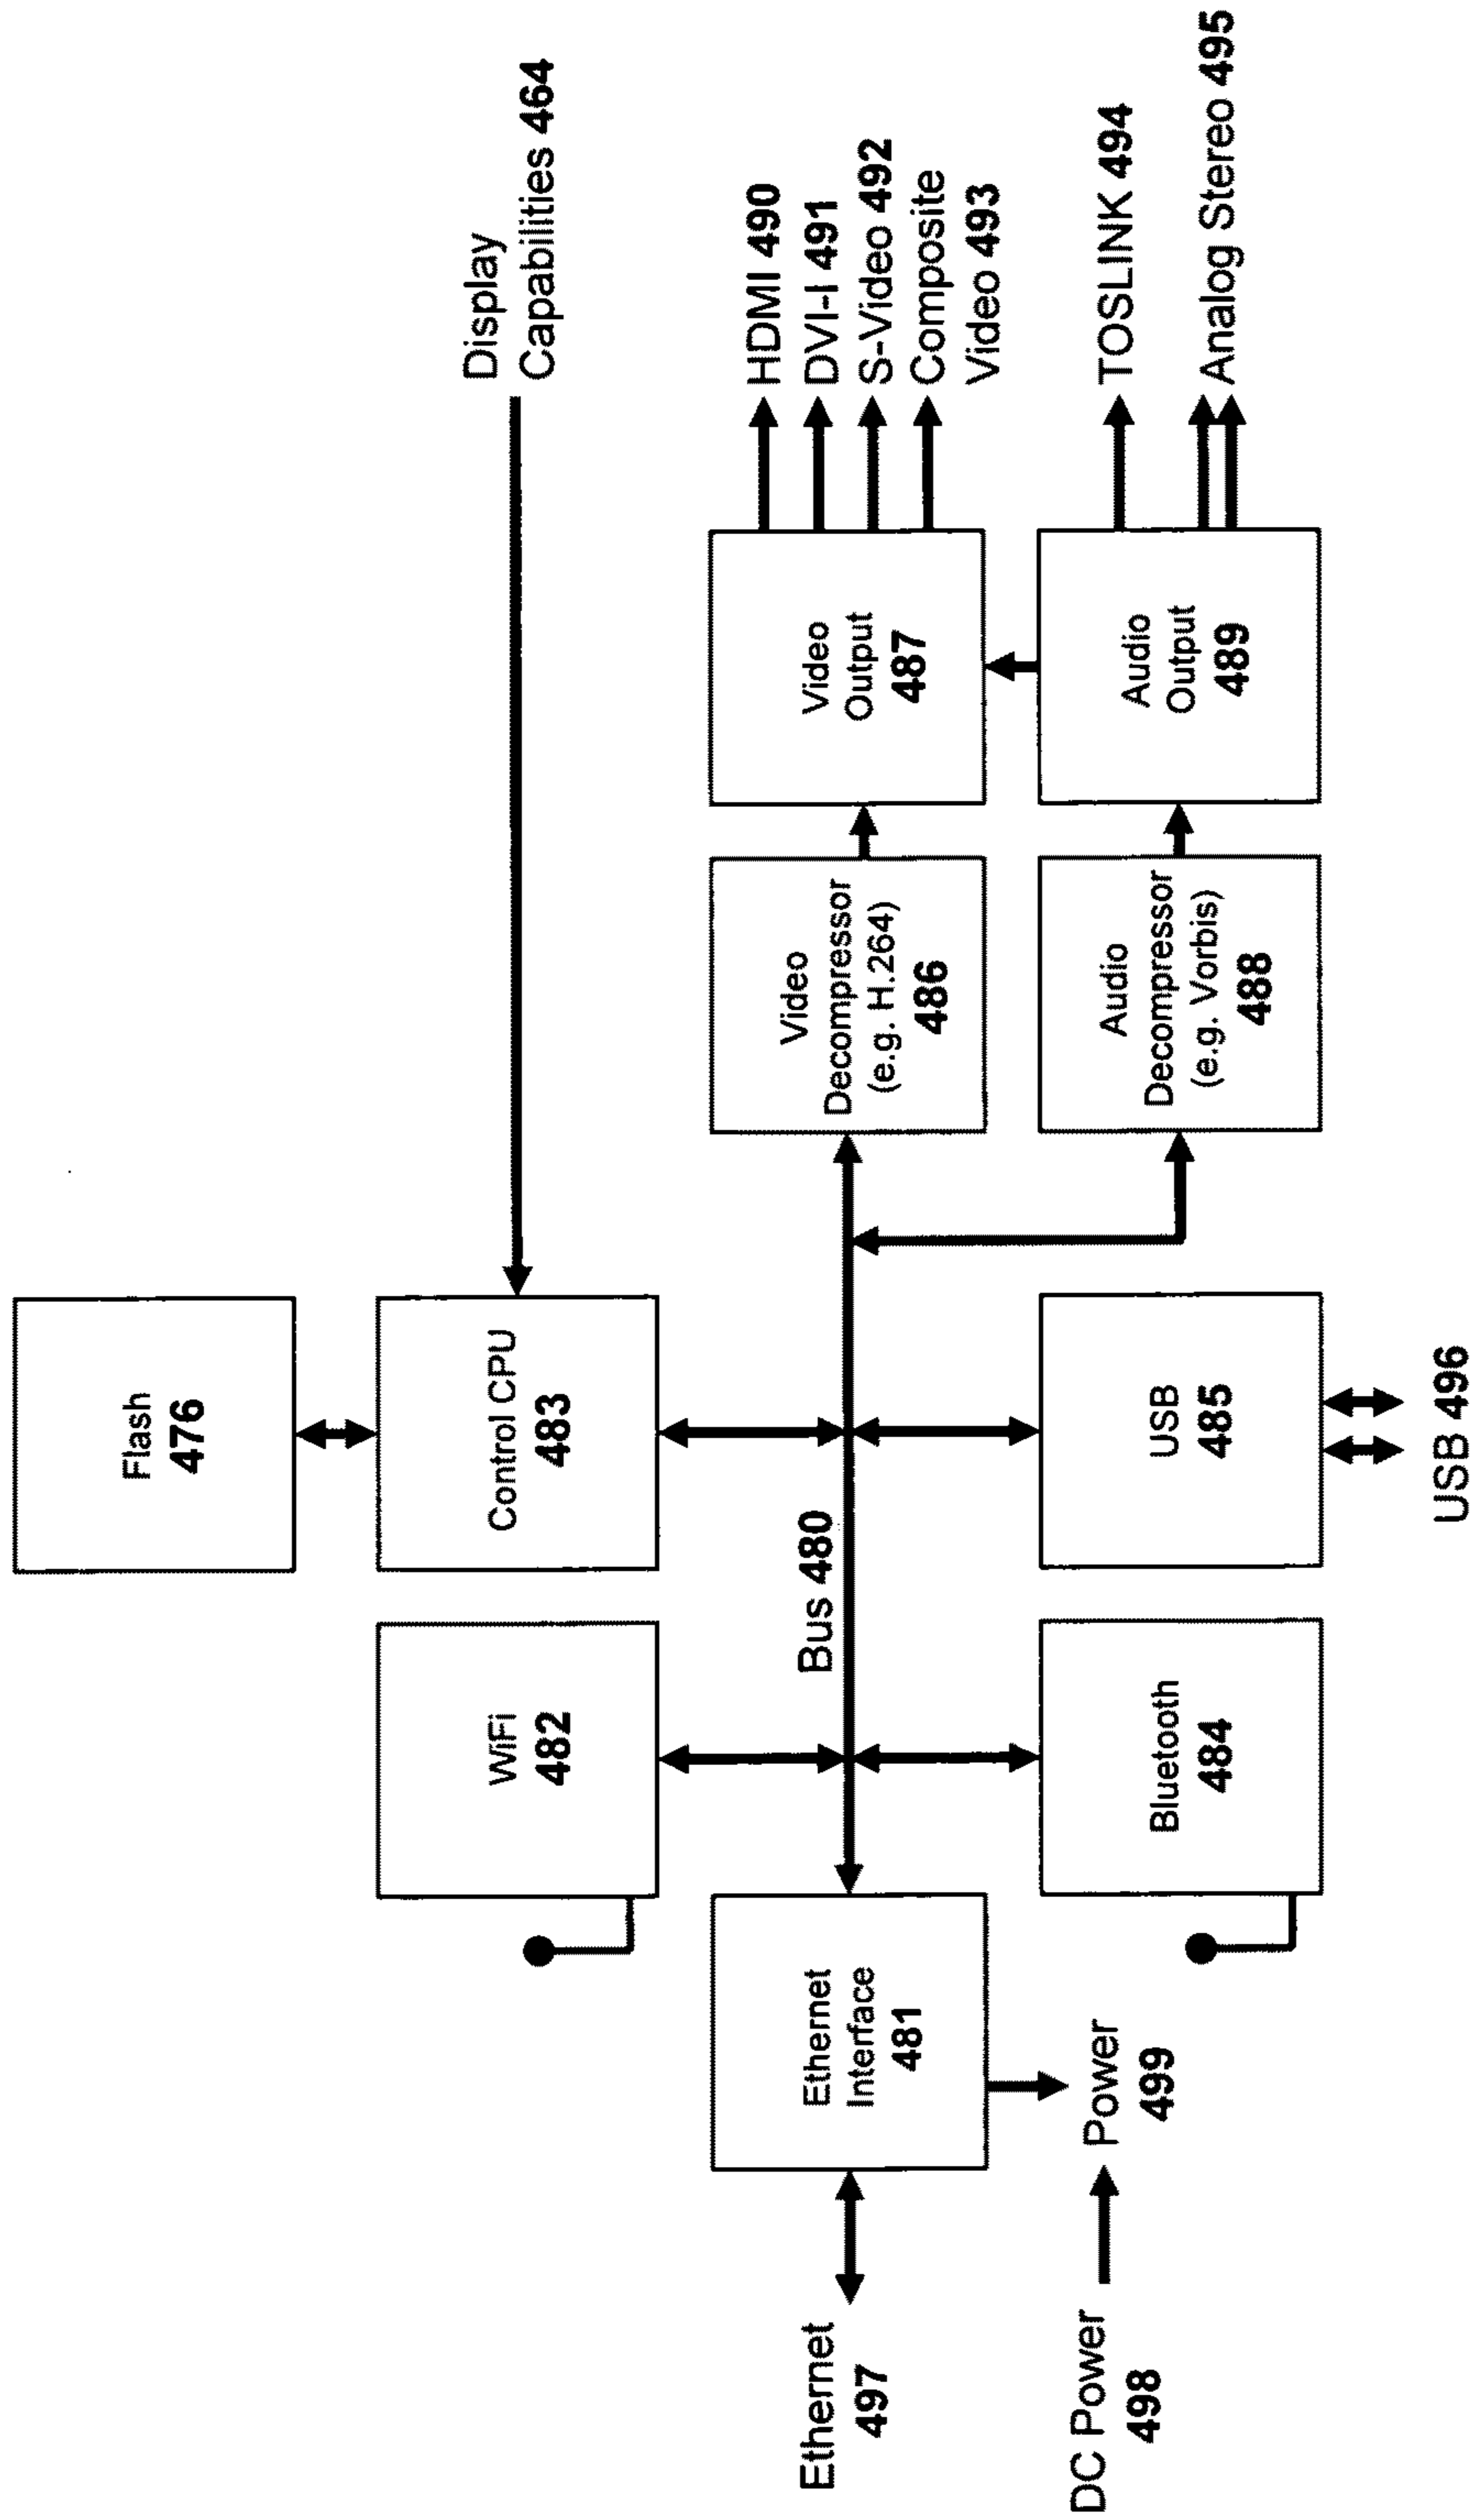 Flash
476
Display
Capabilities 464
WiFi
482
Control CPU
483
HDMI 490
DVI-I 491
S-Video 492
Composite
Video 493
Ethernet
497
Ethernet
Interface
481
Bus 480
Video
Decompressor
(e.g. H.264)
486
Video
Output
487
DC Power
498
Power
499
Bluetooth
484
USB
485
Audio
Decompressor
(e.g. Vorbis)
488
Audio
Output
489
TOSLINK 494
Analog Stereo 495
USB 496